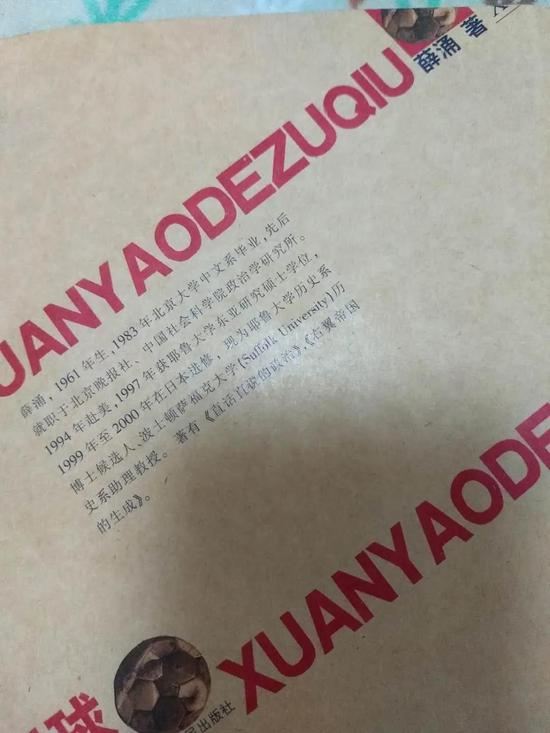 薛涌 著
UANYAODEZUQIU
薛涌，1961年生，1983年北京大学中文系毕业，先后
就职于北京晚报社、中国社会科学院政治学研究所。
1994年赴美，1997年获耶鲁大学东亚研究硕士学位，
1999年至2000年在日本进修，现为耶鲁大学历史系
博士候选人、波士顿萨福克大学(Suffolk University)历
史系助理教授。著有《直话直说的政治》，《右翼帝国
的生成》。
XUANYAODE
球
出版社